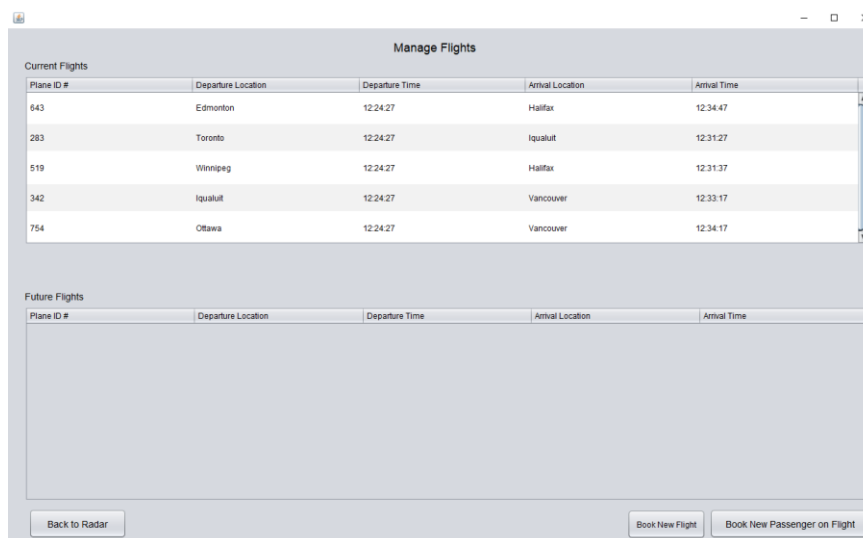 Manage Flights
Current Flights
Plane ID # Departure Location Departure Time Arrival Location Arrival Time
643 Edmonton 12:24:27 Halifax 12:34:47
283 Toronto 12:24:27 Iqualuit 12:31:27
519 Winnipeg 12:24:27 Halifax 12:31:37
342 Iqualuit 12:24:27 Vancouver 12:33:17
754 Ottawa 12:24:27 Vancouver 12:34:17
Future Flights
Plane ID # Departure Location Departure Time Arrival Location Arrival Time
Back to Radar Book New Flight Book New Passenger on Flight